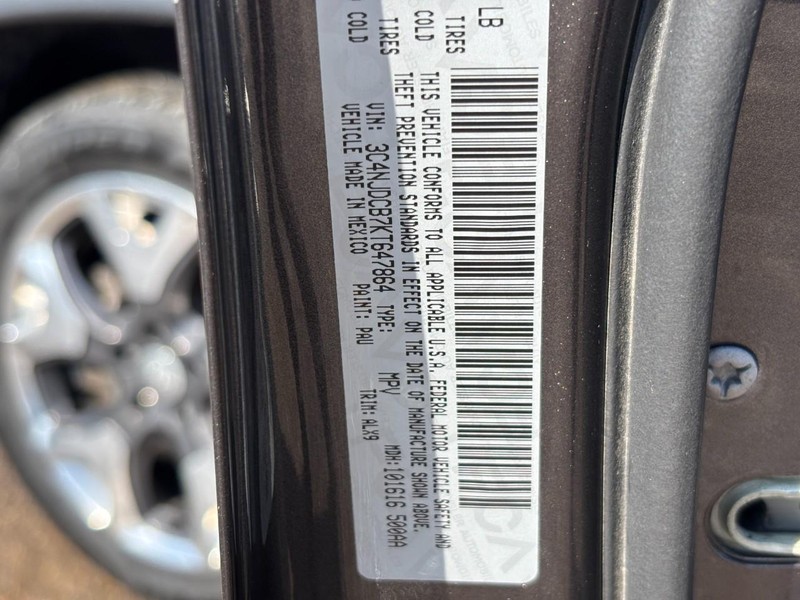 LB
TIRES COLD
TIRES COLD
THIS VEHICLE CONFORMS TO ALL APPLICABLE U.S.A. FEDERAL MOTOR VEHICLE SAFETY AND
THEFT PREVENTION STANDARDS IN EFFECT ON THE DATE OF MANUFACTURE SHOWN ABOVE.
VIN: 3C4NJDCB7KT647864 TYPE: MPV MDH:101616 500AA
VEHICLE MADE IN MEXICO PAINT: PAU TRIM: ALX9